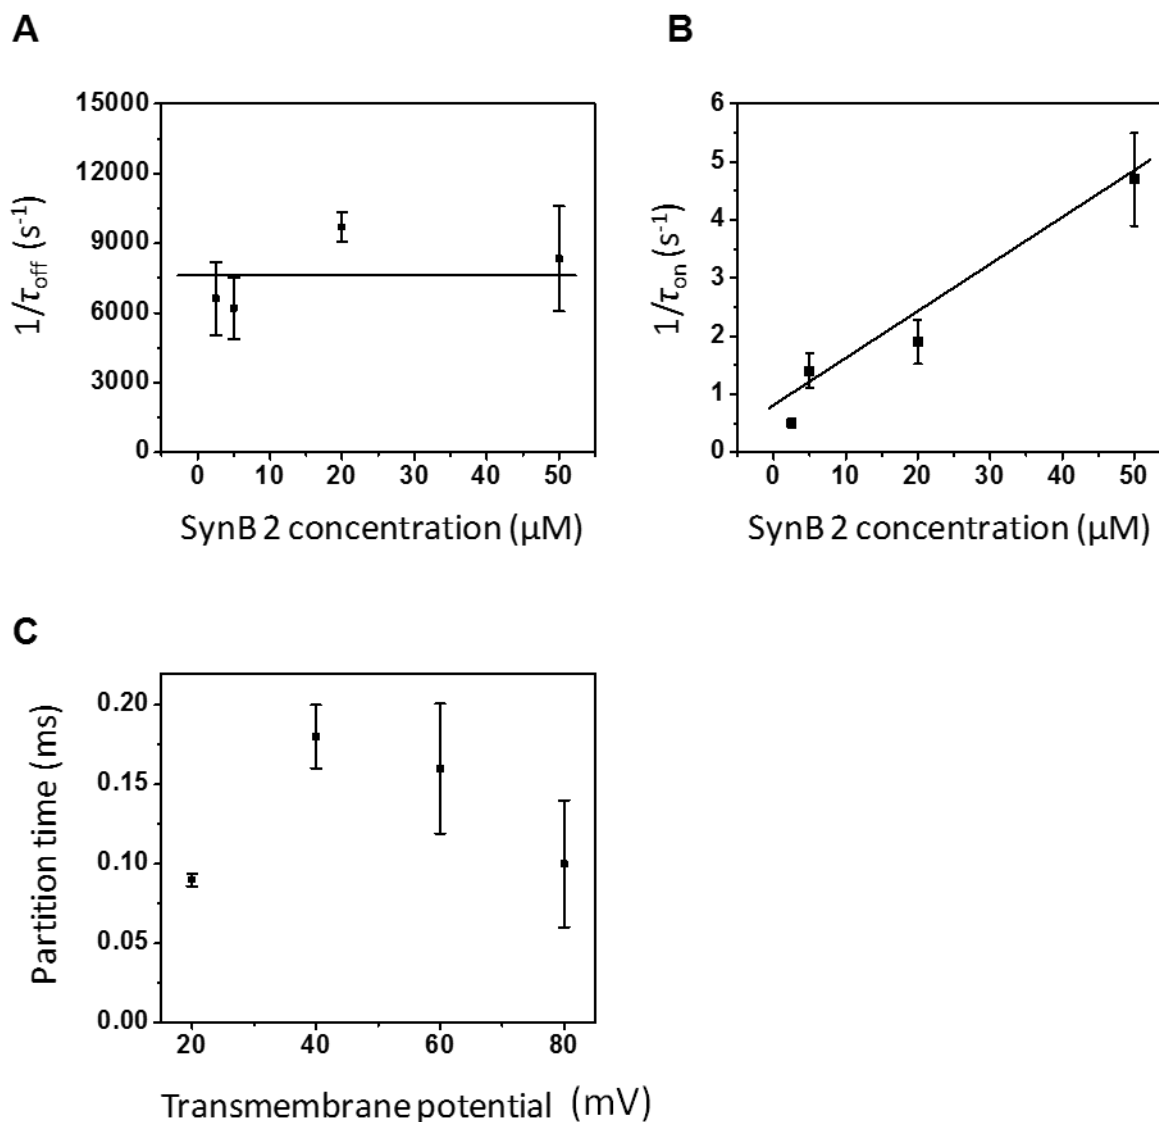 A
15000
12000
9000
6000
3000
0
1/τoff (s-1)
0 10 20 30 40 50
SynB 2 concentration (μM)
B
6
5
4
3
2
1
0
1/τon (s-1)
0 10 20 30 40 50
SynB 2 concentration (μM)
C
0.20
0.15
0.10
0.05
0.00
Partition time (ms)
20 40 60 80
Transmembrane potential (mV)